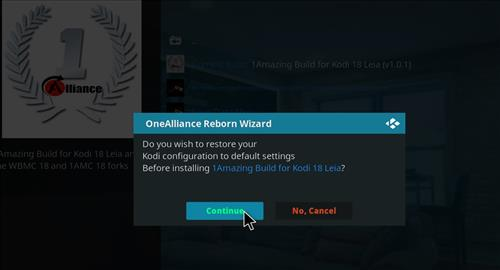 1
Alliance
1Amazing Build for Kodi 18 Leia (v1.0.1)
Amazing Build for Kodi 18 Leia an
he WBMC 18 and 1AMC 18 forks
OneAlliance Reborn Wizard
Do you wish to restore your
Kodi configuration to default settings
Before installing 1Amazing Build for Kodi 18 Leia?
Continue
No, Cancel